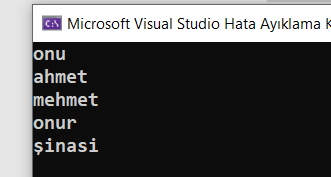 Microsoft Visual Studio Hata Ayıklama K
onu
ahmet
mehmet
onur
şinasi